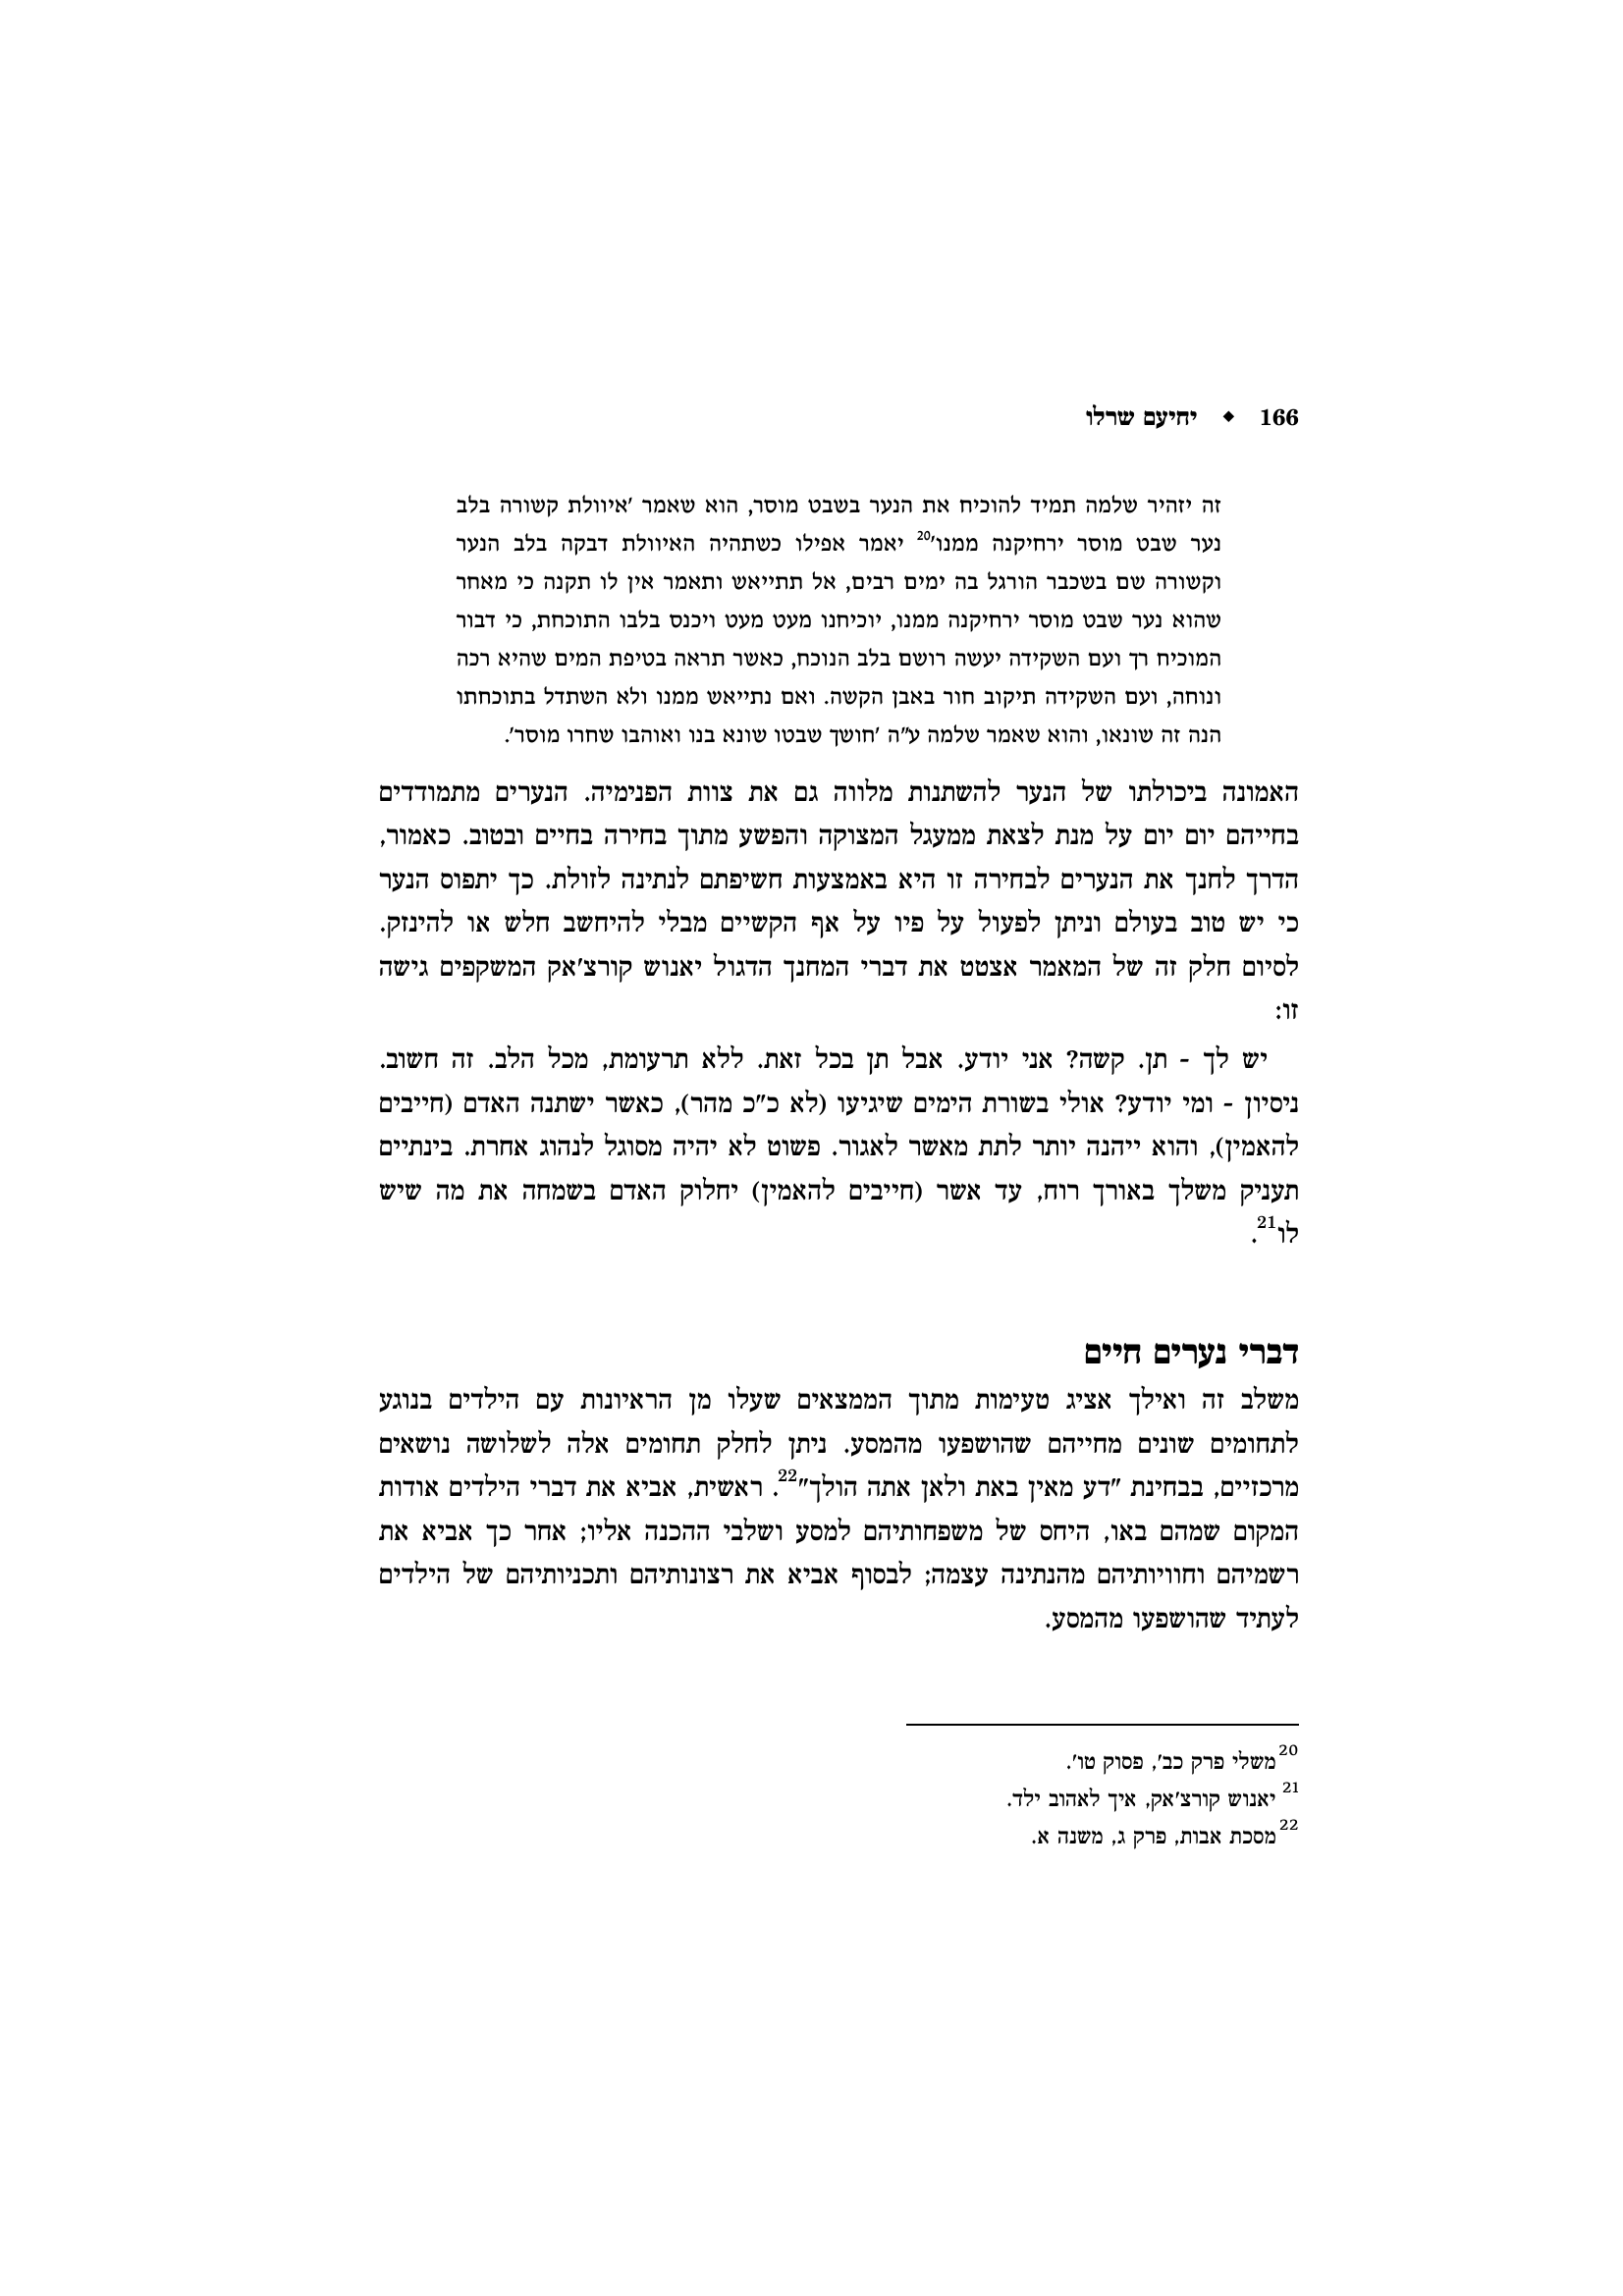 166 ◆ יחיעם שרלו
זה יזהיר שלמה תמיד להוכיח את הנער בשבט מוסר, הוא שאמר 'איוולת קשורה בלב
נער שבט מוסר ירחיקנה ממנו'20 יאמר אפילו כשתהיה האיוולת דבקה בלב הנער
וקשורה שם בשכבר הורגל בה ימים רבים, אל תתייאש ותאמר אין לו תקנה כי מאחר
שהוא נער שבט מוסר ירחיקנה ממנו, יוכיחנו מעט מעט ויכנס בלבו התוכחת, כי דבור
המוכיח רך ועם השקידה יעשה רושם בלב הנוכח, כאשר תראה בטיפת המים שהיא רכה
ונוחה, ועם השקידה תיקוב חור באבן הקשה. ואם נתייאש ממנו ולא השתדל בתוכחתו
הנה זה שונאו, והוא שאמר שלמה ע"ה 'חושך שבטו שונא בנו ואוהבו שחרו מוסר'.
האמונה ביכולתו של הנער להשתנות מלווה גם את צוות הפנימיה. הנערים מתמודדים
בחייהם יום יום על מנת לצאת ממעגל המצוקה והפשע מתוך בחירה בחיים ובטוב. כאמור,
הדרך לחנך את הנערים לבחירה זו היא באמצעות חשיפתם לנתינה לזולת. כך יתפוס הנער
כי יש טוב בעולם וניתן לפעול על פיו על אף הקשיים מבלי להיחשב חלש או להינזק.
לסיום חלק זה של המאמר אצטט את דברי המחנך הדגול יאנוש קורצ'אק המשקפים גישה
זו:
יש לך - תן. קשה? אני יודע. אבל תן בכל זאת. ללא תרעומת, מכל הלב. זה חשוב.
ניסיון - ומי יודע? אולי בשורת הימים שיגיעו (לא כ"כ מהר), כאשר ישתנה האדם (חייבים
להאמין), והוא ייהנה יותר לתת מאשר לאגור. פשוט לא יהיה מסוגל לנהוג אחרת. בינתיים
תעניק משלך באורך רוח, עד אשר (חייבים להאמין) יחלוק האדם בשמחה את מה שיש
לו21.
דברי נערים חיים
משלב זה ואילך אציג טעימות מתוך הממצאים שעלו מן הראיונות עם הילדים בנוגע
לתחומים שונים מחייהם שהושפעו מהמסע. ניתן לחלק תחומים אלה לשלושה נושאים
מרכזיים, בבחינת "דע מאין באת ולאן אתה הולך"22. ראשית, אביא את דברי הילדים אודות
המקום שמהם באו, היחס של משפחותיהם למסע ושלבי ההכנה אליו; אחר כך אביא את
רשמיהם וחוויותיהם מהנתינה עצמה; לבסוף אביא את רצונותיהם ותכניותיהם של הילדים
לעתיד שהושפעו מהמסע.
20 משלי פרק כב', פסוק טו'.
21 יאנוש קורצ'אק, איך לאהוב ילד.
22 מסכת אבות, פרק ג, משנה א.